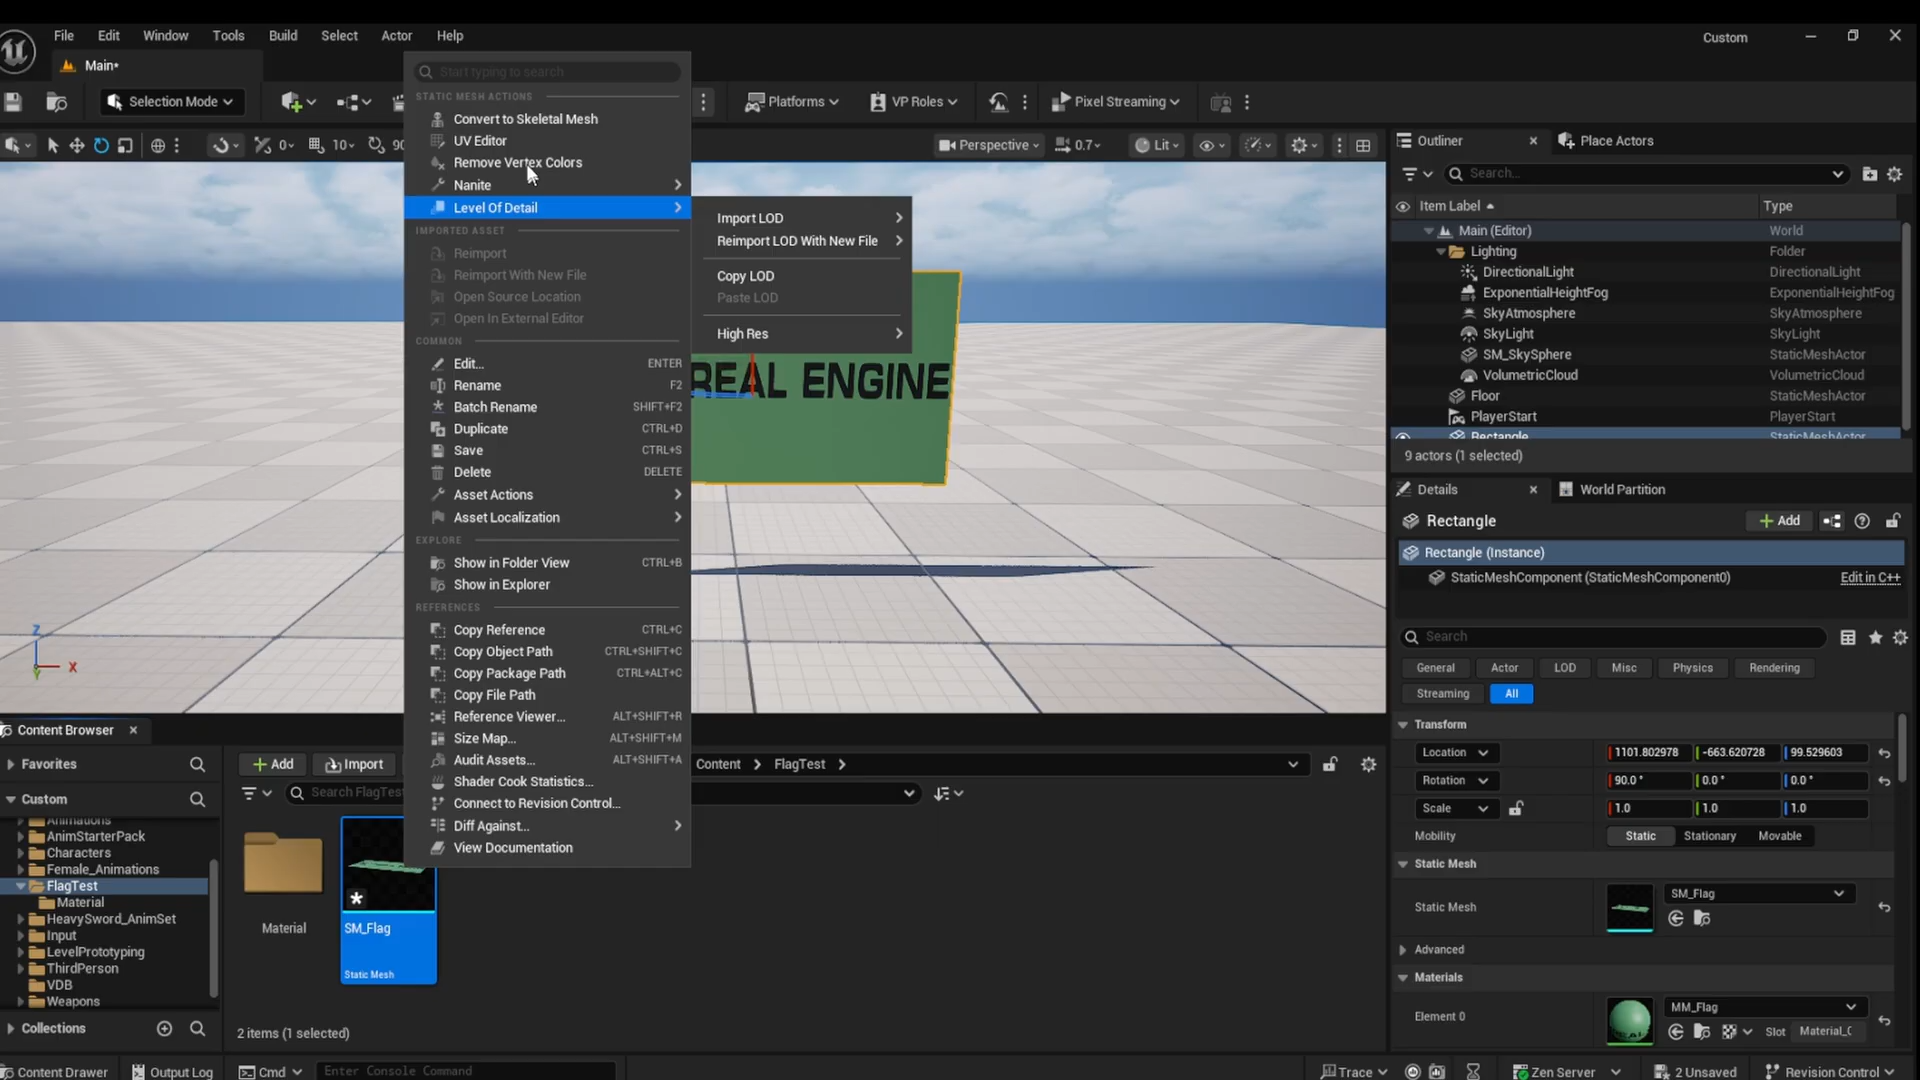 File Edit Window Tools Build Select Actor Help
Custom
Main*
Selection Mode
Platforms
VP Roles
Pixel Streaming
0
10
90
Perspective
0.7
Lit
Start typing to search
STATIC MESH ACTIONS
Convert to Skeletal Mesh
UV Editor
Remove Vertex Colors
Nanite
Level Of Detail
IMPORTED ASSET
Reimport
Reimport With New File
Open Source Location
Open In External Editor
COMMON
Edit... ENTER
Rename F2
Batch Rename SHIFT+F2
Duplicate CTRL+D
Save CTRL+S
Delete DELETE
Asset Actions
Asset Localization
EXPLORE
Show in Folder View CTRL+B
Show in Explorer
REFERENCES
Copy Reference CTRL+C
Copy Object Path CTRL+SHIFT+C
Copy Package Path CTRL+ALT+C
Copy File Path
Reference Viewer... ALT+SHIFT+R
Size Map... ALT+SHIFT+M
Audit Assets... ALT+SHIFT+A
Shader Cook Statistics...
Connect to Revision Control...
Diff Against...
View Documentation
Import LOD
Reimport LOD With New File
Copy LOD
Paste LOD
High Res
REAL ENGINE
Z
X
Y
Outliner
Place Actors
Search...
Item Label Type
Main (Editor) World
Lighting Folder
DirectionalLight DirectionalLight
ExponentialHeightFog ExponentialHeightFog
SkyAtmosphere SkyAtmosphere
SkyLight SkyLight
SM_SkySphere StaticMeshActor
VolumetricCloud VolumetricCloud
Floor StaticMeshActor
PlayerStart PlayerStart
Rectangle StaticMeshActor
9 actors (1 selected)
Details
World Partition
Rectangle
Add
Rectangle (Instance)
StaticMeshComponent (StaticMeshComponent0) Edit in C++
Search
General Actor LOD Misc Physics Rendering
Streaming All
Transform
Location 1101.802978 -663.620728 99.529603
Rotation 90.0 ° 0.0 ° 0.0 °
Scale 1.0 1.0 1.0
Mobility Static Stationary Movable
Static Mesh
Static Mesh SM_Flag
Advanced
Materials
Element 0 MM_Flag
Slot Material_0
Content Browser
Favorites
Custom
Animations
AnimStarterPack
Characters
Female_Animations
FlagTest
Material
HeavySword_AnimSet
Input
LevelPrototyping
ThirdPerson
VDB
Weapons
Collections
Add Import Content FlagTest
Search FlagTest
Material
SM_Flag
Static Mesh
2 items (1 selected)
Content Drawer Output Log Cmd Enter Console Command
Trace Zen Server 2 Unsaved Revision Control